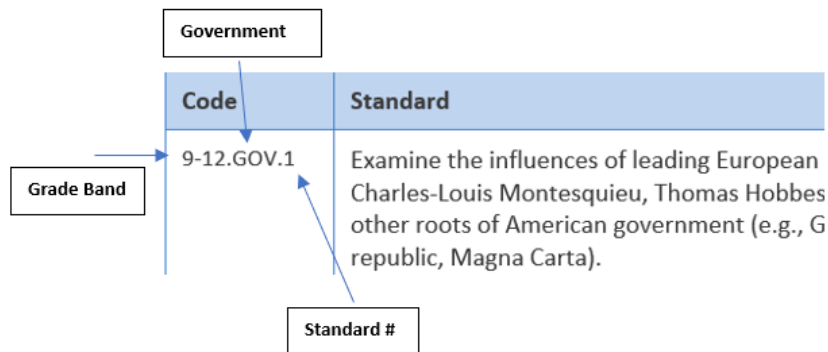 Government
Code Standard
9-12.GOV.1 Examine the influences of leading European
Grade Band
Charles-Louis Montesquieu, Thomas Hobbes
other roots of American government (e.g., G
republic, Magna Carta).
Standard #